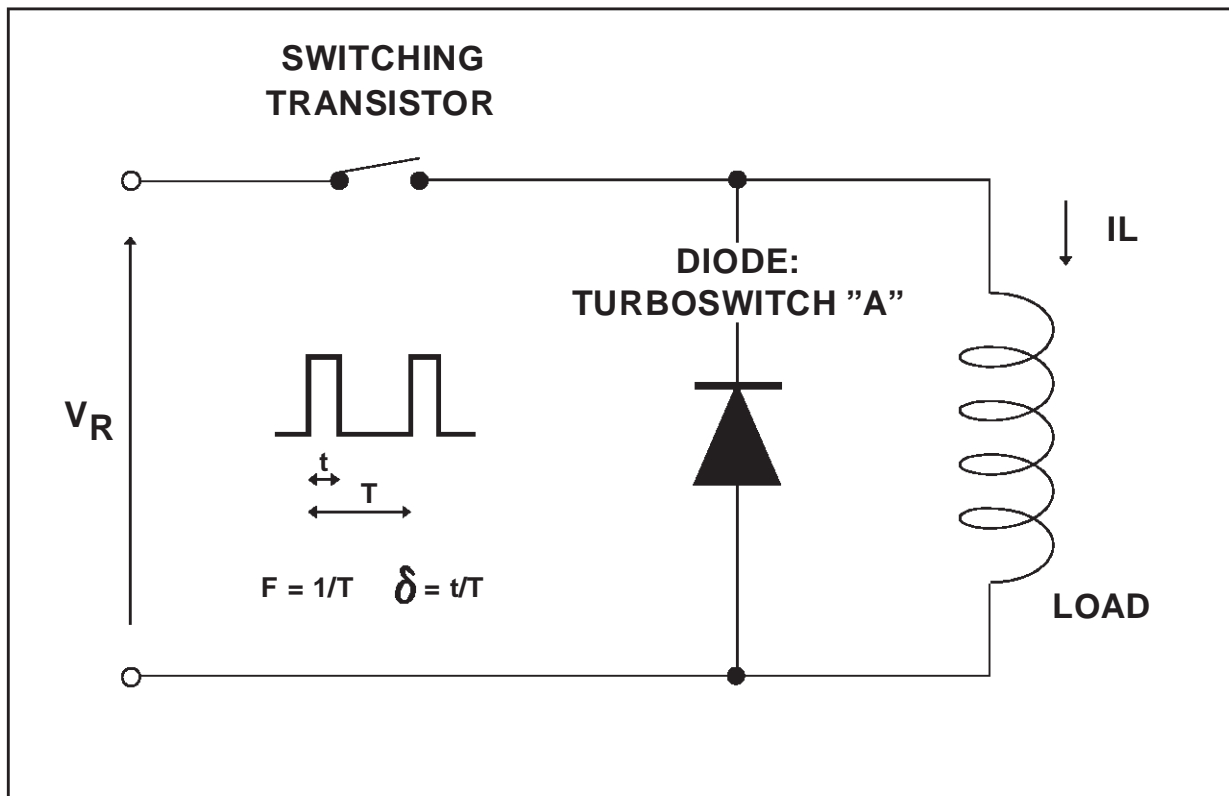 SWITCHING
TRANSISTOR
IL
DIODE:
TURBOSWITCH ”A”
VR
t
T
F = 1/T δ = t/T
LOAD